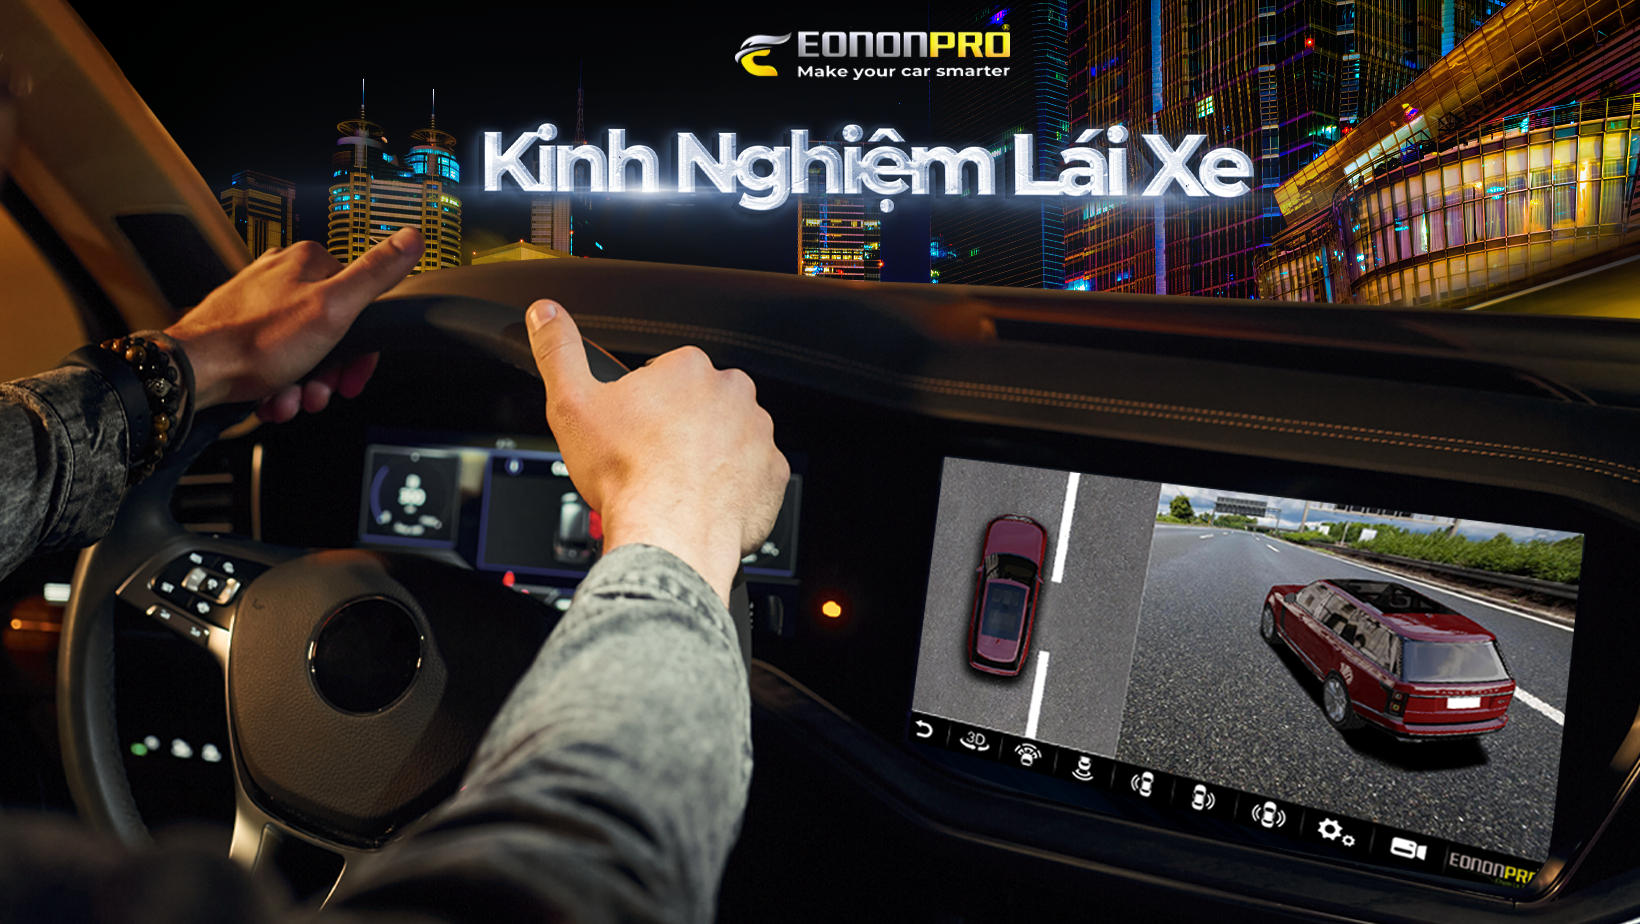 EONONPRO
Make your car smarter
Kinh Nghiệm Lái Xe
3D
EONONPRO